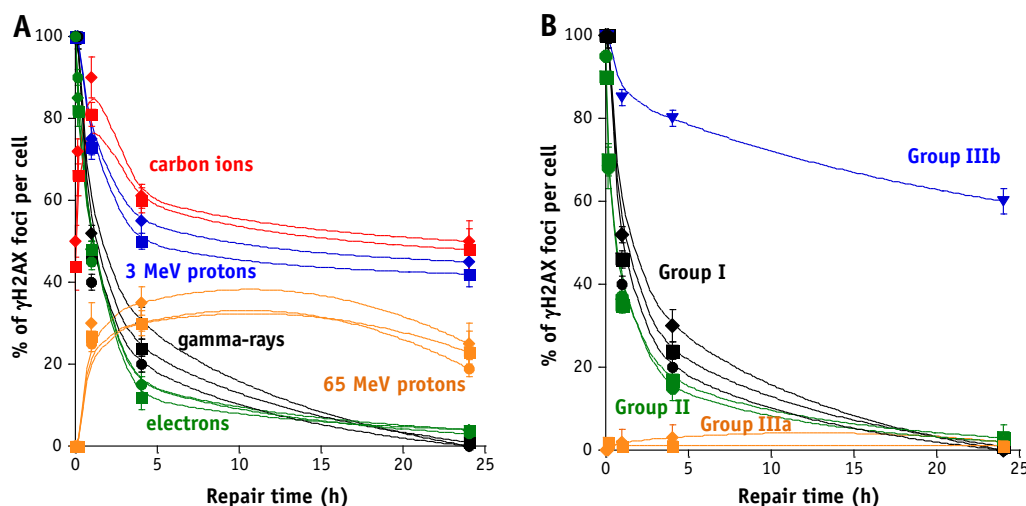 A
100
80
60
40
20
0
0
5
10
15
20
25
% of γH2AX foci per cell
Repair time (h)
carbon ions
3 MeV protons
gamma-rays
65 MeV protons
electrons
B
100
80
60
40
20
0
0
5
10
15
20
25
% of γH2AX foci per cell
Repair time (h)
Group IIIb
Group I
Group II
Group IIIa